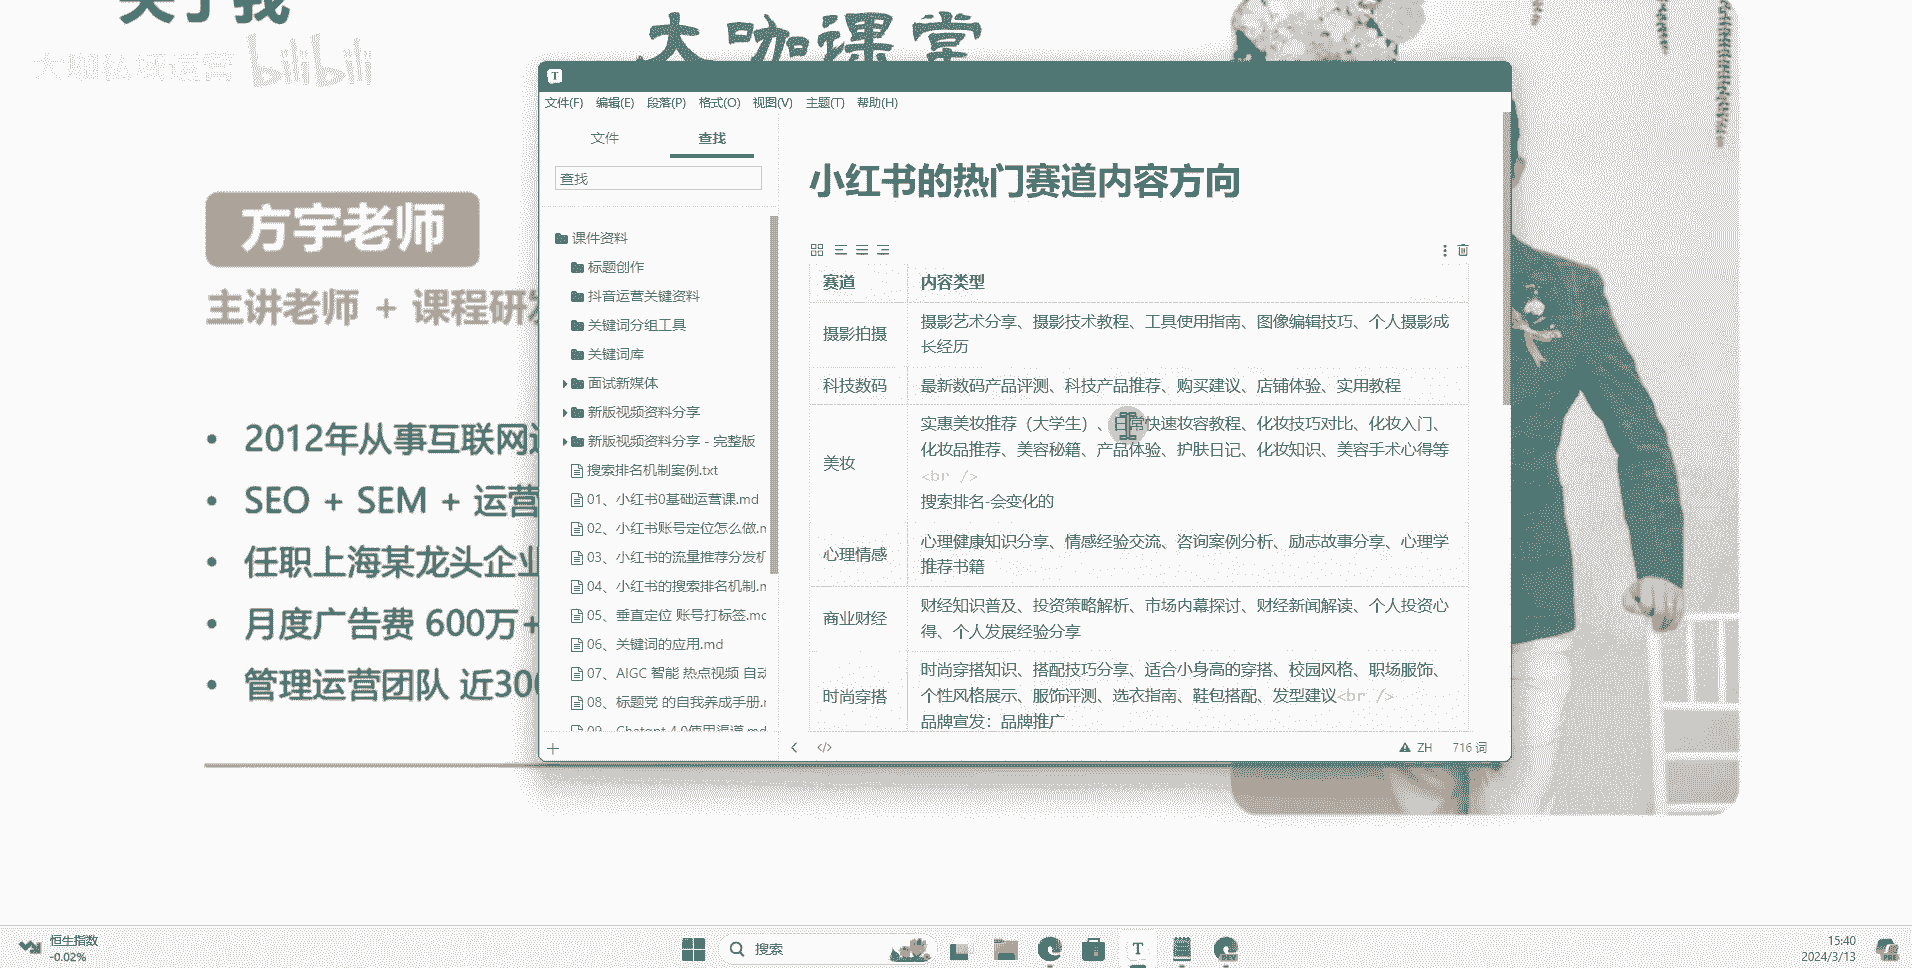 关于我
大咖私域运营 bilibili
大咖课堂
方宇老师
主讲老师 + 课程研
2012年从事互联网
SEO + SEM + 运营
任职上海某龙头企业
月度广告费 600万+
管理运营团队 近300
T
文件(F) 编辑(E) 段落(P) 格式(O) 视图(V) 主题(T) 帮助(H)
文件 查找
查找
课件资料
标题创作
抖音运营关键资料
关键词分组工具
关键词库
面试新媒体
新版视频资料分享
新版视频资料分享 - 完整版
搜索排名机制案例.txt
01、小红书0基础运营课.md
02、小红书账号定位怎么做.m
03、小红书的流量推荐分发机
04、小红书的搜索排名机制.m
05、垂直定位 账号打标签.mc
06、关键词的应用.md
07、AIGC 智能 热点视频 自动
08、标题党 的自我养成手册.r
09、Chatgpt 4.0使用渠道.md
小红书的热门赛道内容方向
赛道 内容类型
摄影拍摄 摄影艺术分享、摄影技术教程、工具使用指南、图像编辑技巧、个人摄影成
长经历
科技数码 最新数码产品评测、科技产品推荐、购买建议、店铺体验、实用教程
美妆 实惠美妆推荐（大学生）、日常快速妆容教程、化妆技巧对比、化妆入门、
化妆品推荐、美容秘籍、产品体验、护肤日记、化妆知识、美容手术心得等
<br />
搜索排名-会变化的
心理情感 心理健康知识分享、情感经验交流、咨询案例分析、励志故事分享、心理学
推荐书籍
商业财经 财经知识普及、投资策略解析、市场内幕探讨、财经新闻解读、个人投资心
得、个人发展经验分享
时尚穿搭 时尚穿搭知识、搭配技巧分享、适合小身高的穿搭、校园风格、职场服饰、
个性风格展示、服饰评测、选衣指南、鞋包搭配、发型建议<br />
品牌宣发：品牌推广
</> ZH 716 词
恒生指数
-0.02%
搜索
T
DEV
15:40
2024/3/13
PRE